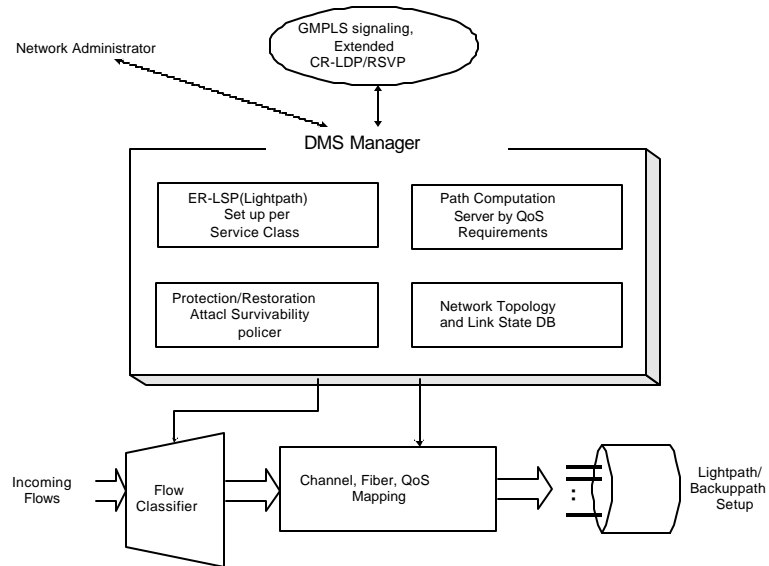 GMPLS signaling,
Extended
CR-LDP/RSVP
Network Administrator
DMS Manager
ER-LSP(Lightpath)
Set up per
Service Class
Path Computation
Server by QoS
Requirements
Protection/Restoration
Attacl Survivability
policer
Network Topology
and Link State DB
Incoming
Flows
Flow
Classifier
Channel, Fiber, QoS
Mapping
Lightpath/
Backuppath
Setup